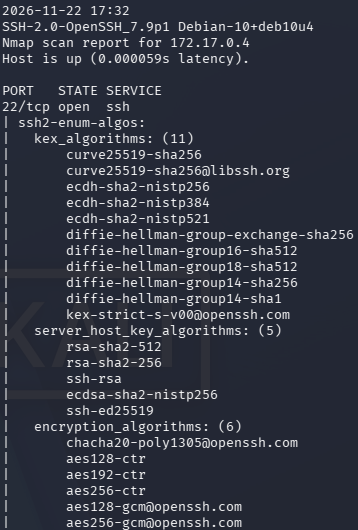 2026-11-22 17:32
SSH-2.0-OpenSSH_7.9p1 Debian-10+deb10u4
Nmap scan report for 172.17.0.4
Host is up (0.000059s latency).

PORT   STATE SERVICE
22/tcp open  ssh
| ssh2-enum-algos:
|   kex_algorithms: (11)
|       curve25519-sha256
|       curve25519-sha256@libssh.org
|       ecdh-sha2-nistp256
|       ecdh-sha2-nistp384
|       ecdh-sha2-nistp521
|       diffie-hellman-group-exchange-sha256
|       diffie-hellman-group16-sha512
|       diffie-hellman-group18-sha512
|       diffie-hellman-group14-sha256
|       diffie-hellman-group14-sha1
|       kex-strict-s-v00@openssh.com
|   server_host_key_algorithms: (5)
|       rsa-sha2-512
|       rsa-sha2-256
|       ssh-rsa
|       ecdsa-sha2-nistp256
|       ssh-ed25519
|   encryption_algorithms: (6)
|       chacha20-poly1305@openssh.com
|       aes128-ctr
|       aes192-ctr
|       aes256-ctr
|       aes128-gcm@openssh.com
|       aes256-gcm@openssh.com